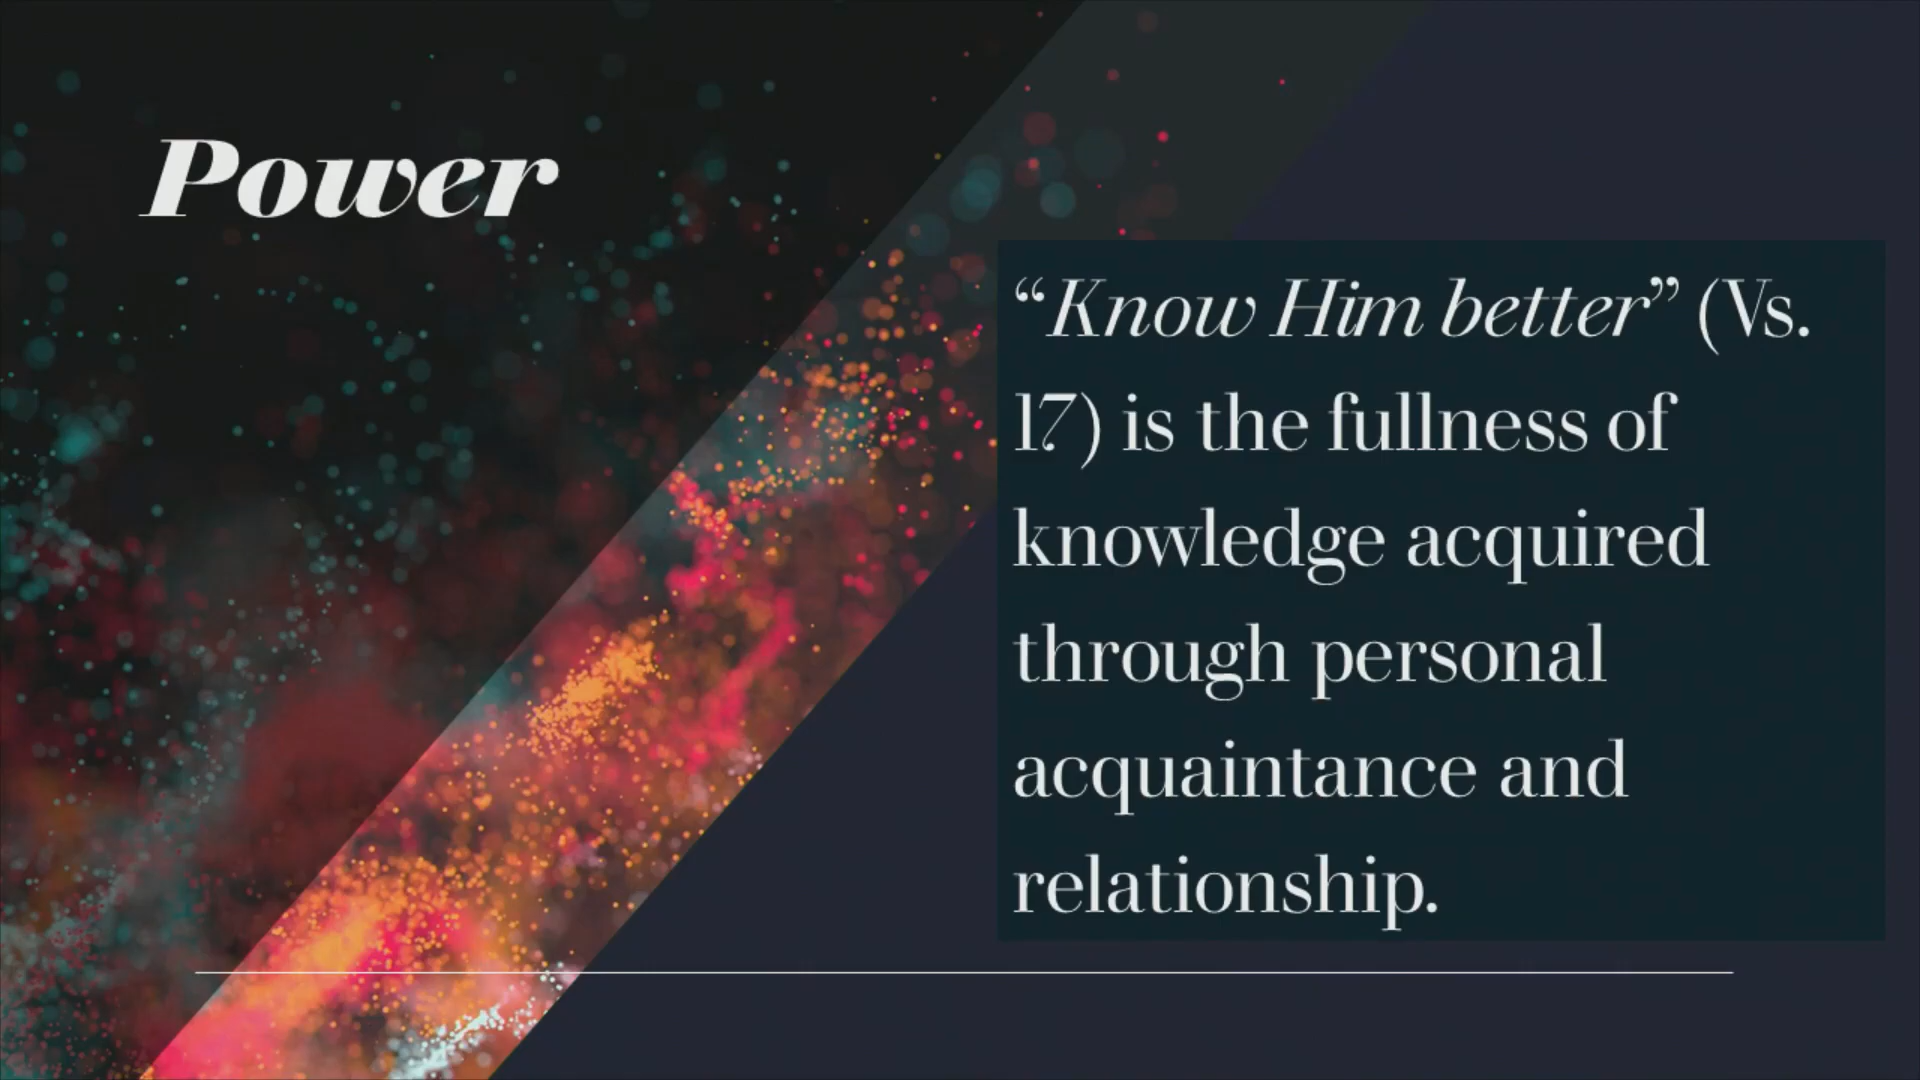 Power
“Know Him better” (Vs.
17) is the fullness of
knowledge acquired
through personal
acquaintance and
relationship.